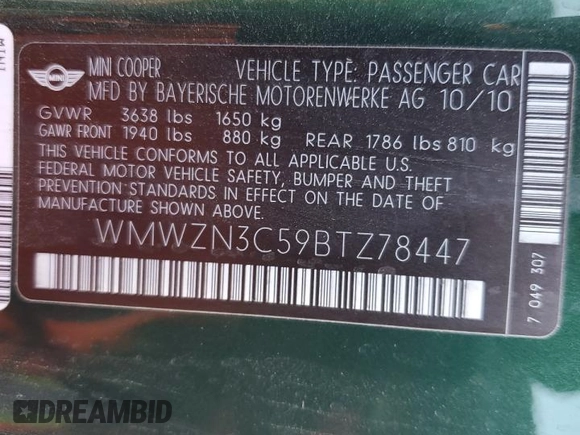 MINI
MINI COOPER VEHICLE TYPE: PASSENGER CAR
MFD BY BAYERISCHE MOTORENWERKE AG 10/10
GVWR 3638 lbs 1650 kg
GAWR FRONT 1940 lbs 880 kg REAR 1786 lbs 810 kg
THIS VEHICLE CONFORMS TO ALL APPLICABLE U.S.
FEDERAL MOTOR VEHICLE SAFETY, BUMPER AND THEFT
PREVENTION STANDARDS IN EFFECT ON THE DATE OF
MANUFACTURE SHOWN ABOVE.
WMWZN3C59BTZ78447
7 049 307
DREAMBID